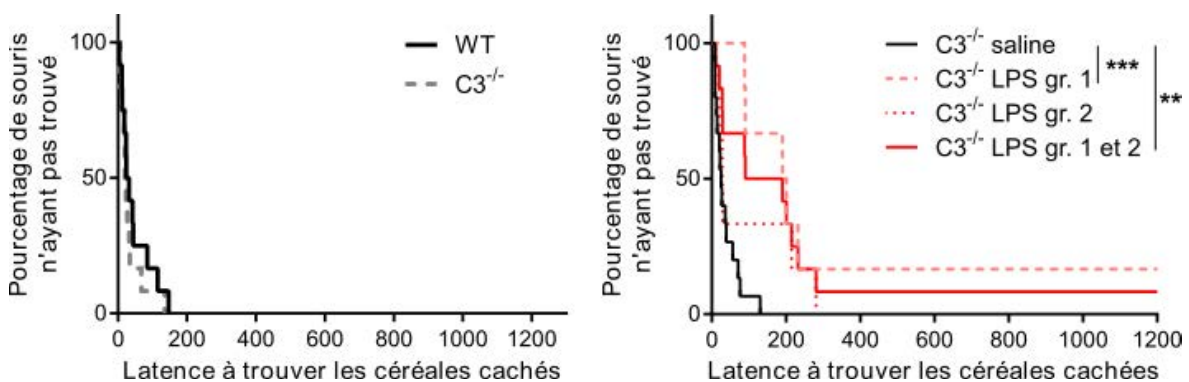 Pourcentage de souris
n'ayant pas trouvé
100
50
0
WT
C3-/-
0 200 400 600 800 1000 1200
Latence à trouver les céréales cachés
Pourcentage de souris
n'ayant pas trouvé
100
50
0
C3-/- saline
C3-/- LPS gr. 1
C3-/- LPS gr. 2
C3-/- LPS gr. 1 et 2
***
**
0 200 400 600 800 1000 1200
Latence à trouver les céréales cachées